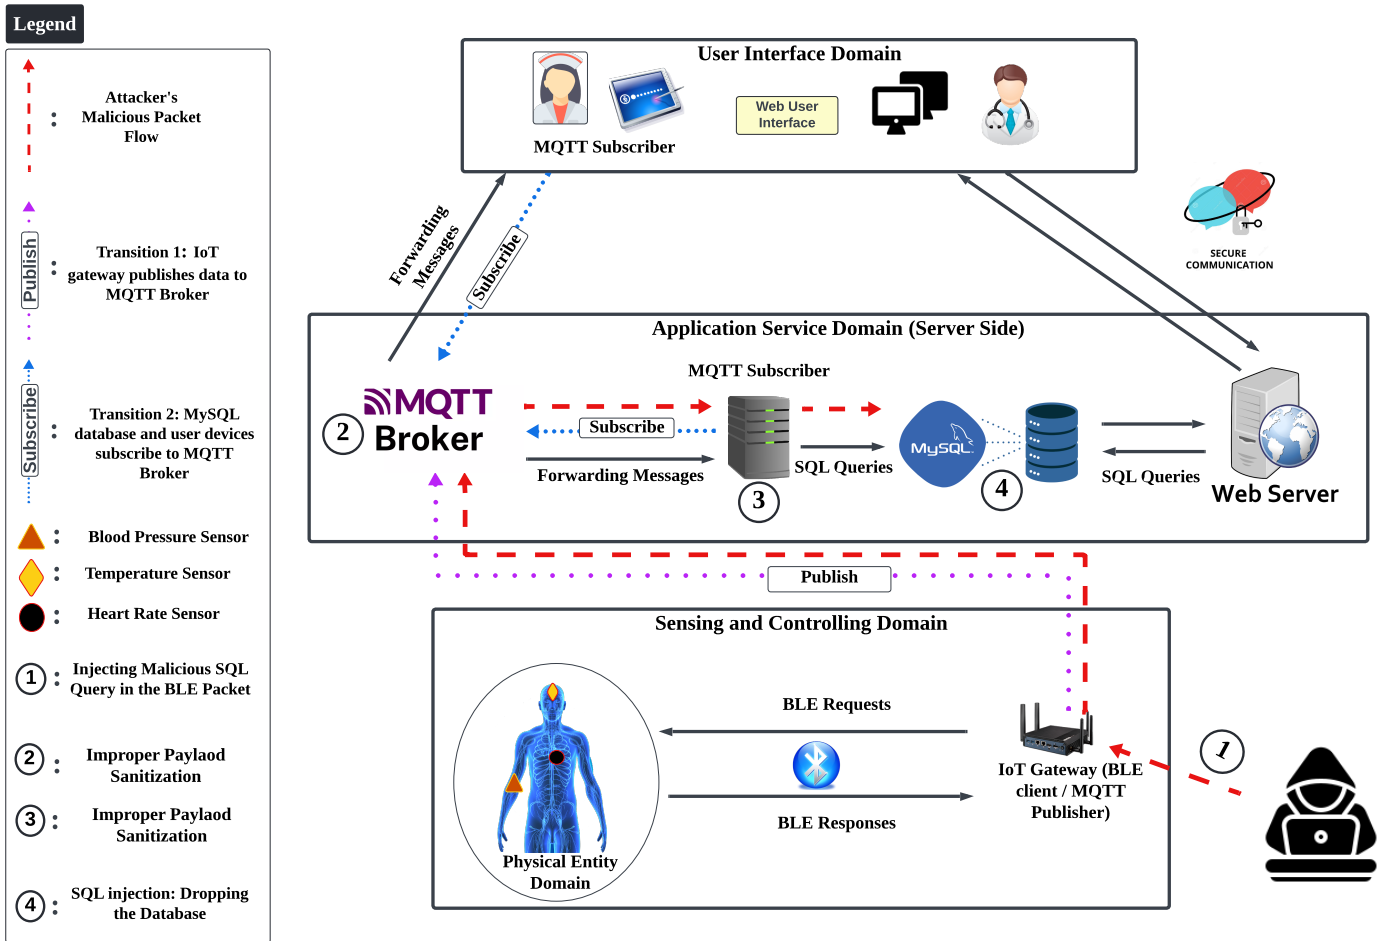 Legend
Attacker's
Malicious Packet
Flow
:
Publish
:
Transition 1: IoT
gateway publishes data to
MQTT Broker
Subscribe
:
Transition 2: MySQL
database and user devices
subscribe to MQTT
Broker
: Blood Pressure Sensor
: Temperature Sensor
: Heart Rate Sensor
1 :
Injecting Malicious SQL
Query in the BLE Packet
2 :
Improper Paylaod
Sanitization
3 :
Improper Paylaod
Sanitization
4 :
SQL injection: Dropping
the Database
User Interface Domain
MQTT Subscriber
Web User
Interface
Forwarding
Messages
Subscribe
SECURE
COMMUNICATION
Application Service Domain (Server Side)
MQTT Subscriber
2
MQTT
Broker
Subscribe
Forwarding Messages
3
SQL Queries
MySQL
4
SQL Queries
Web Server
Publish
Sensing and Controlling Domain
BLE Requests
BLE Responses
Physical Entity
Domain
IoT Gateway (BLE
client / MQTT
Publisher)
1